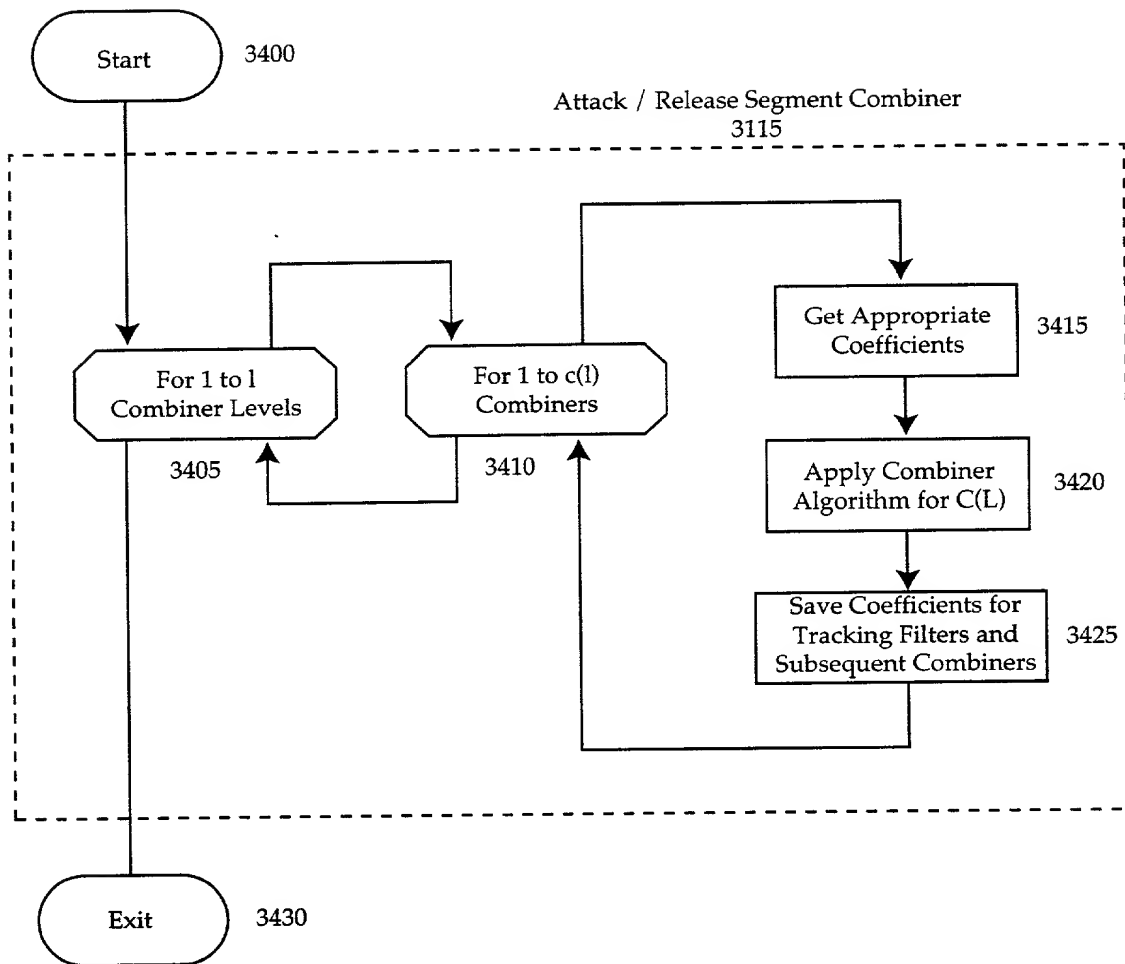 Start
3400
Attack / Release Segment Combiner
3115
For 1 to l
Combiner Levels
3405
For 1 to c(l)
Combiners
3410
Get Appropriate
Coefficients
3415
Apply Combiner
Algorithm for C(L)
3420
Save Coefficients for
Tracking Filters and
Subsequent Combiners
3425
Exit
3430